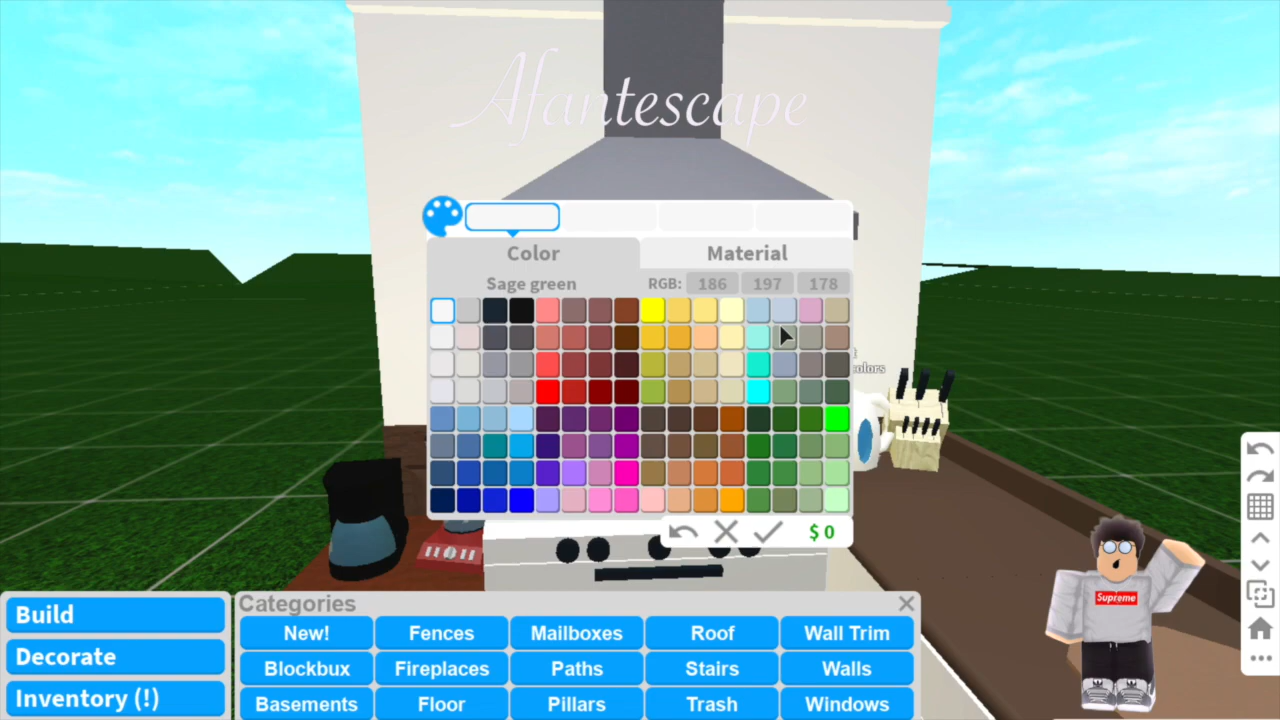 Afantescape
Color
Material
Sage green
RGB:
186
197
178
olors
$ 0
Supreme
Build
Decorate
Inventory (!)
Categories
New!
Fences
Mailboxes
Roof
Wall Trim
Blockbux
Fireplaces
Paths
Stairs
Walls
Basements
Floor
Pillars
Trash
Windows